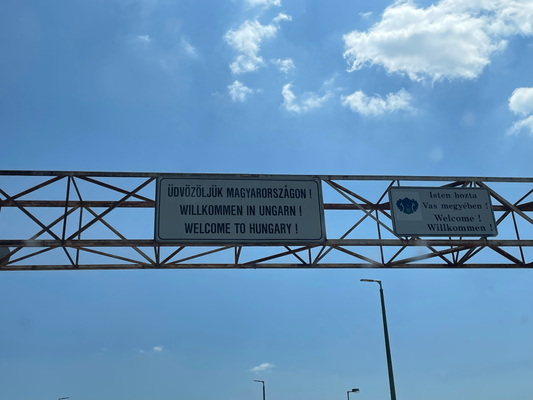 ÜDVÖZÖLJÜK MAGYARORSZÁGON !
WILLKOMMEN IN UNGARN !
WELCOME TO HUNGARY !
Isten hozta
Vas megyében !
Welcome !
Willkommen !